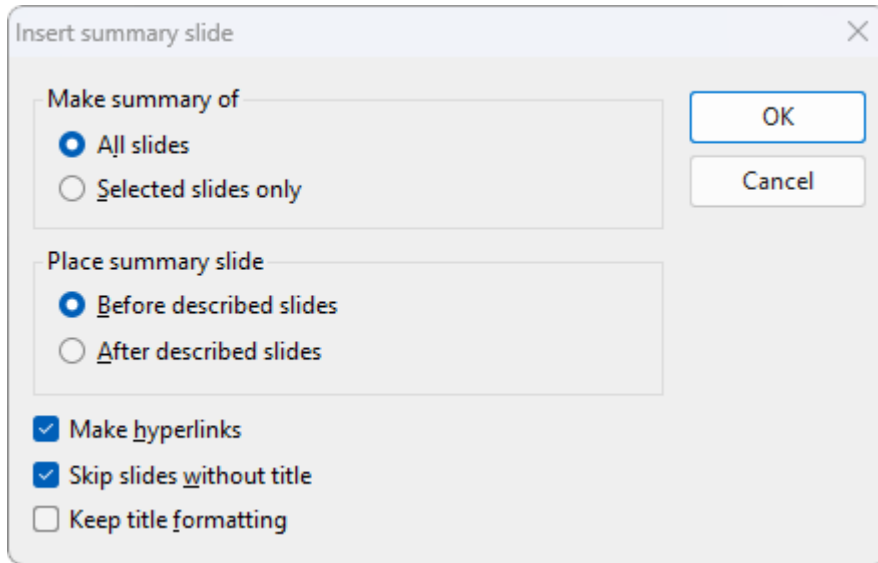 Insert summary slide
Make summary of
All slides
Selected slides only
OK
Cancel
Place summary slide
Before described slides
After described slides
Make hyperlinks
Skip slides without title
Keep title formatting